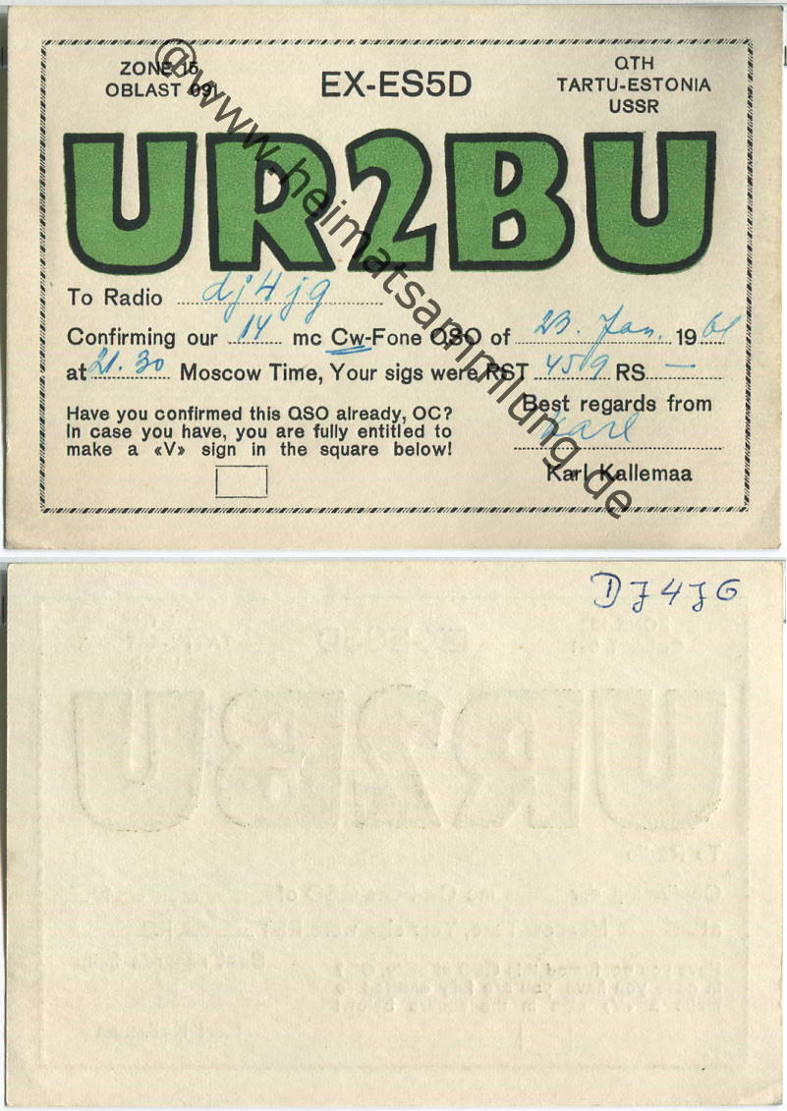 ZONE 15
OBLAST 091
EX-ES5D
QTH
TARTU-ESTONIA
USSR
UR2BU
To Radio dj4jg
Confirming our 14 mc Cw-Fone QSO of 23. Jan. 1961
at 21.30 Moscow Time, Your sigs were RST 459 RS —
Have you confirmed this QSO already, OC?
In case you have, you are fully entitled to
make a «V» sign in the square below!
Best regards from
Karl
Karl Kallemaa
@www.heimatsammlung.de
DJ4JG